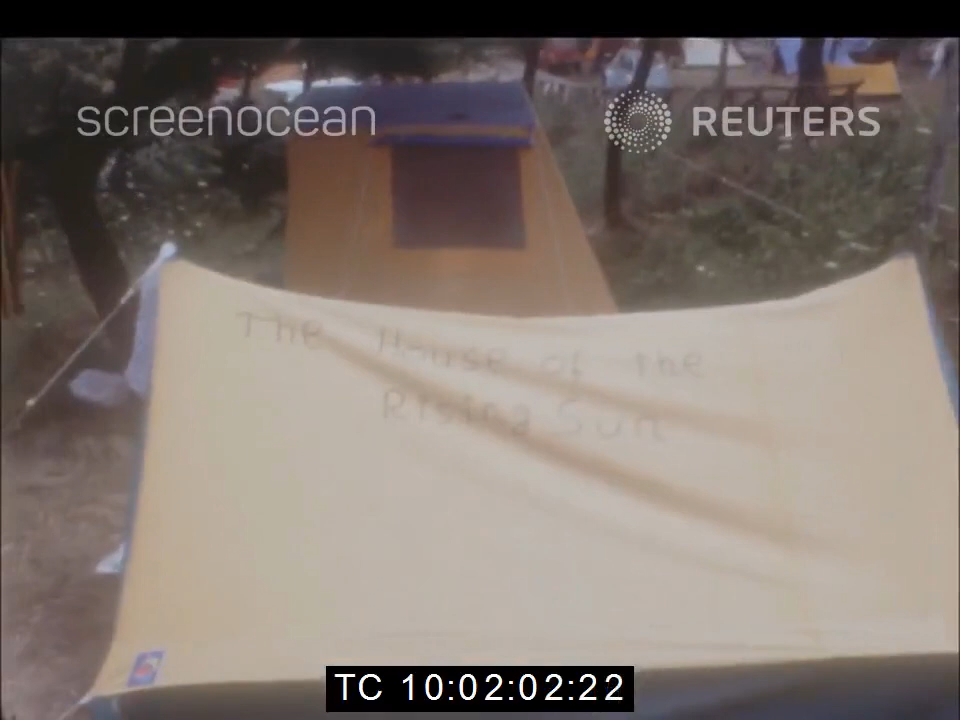 screenocean
REUTERS
The House of the
Rising Sun
TC 10:02:02:22